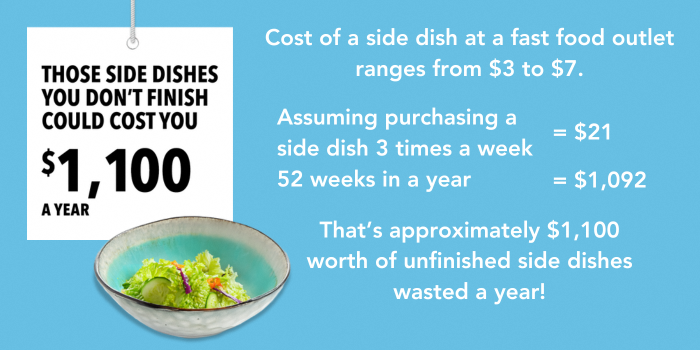 THOSE SIDE DISHES
YOU DON'T FINISH
COULD COST YOU
$1,100
A YEAR
Cost of a side dish at a fast food outlet
ranges from $3 to $7.
Assuming purchasing a
side dish 3 times a week = $21
52 weeks in a year = $1,092
That's approximately $1,100
worth of unfinished side dishes
wasted a year!